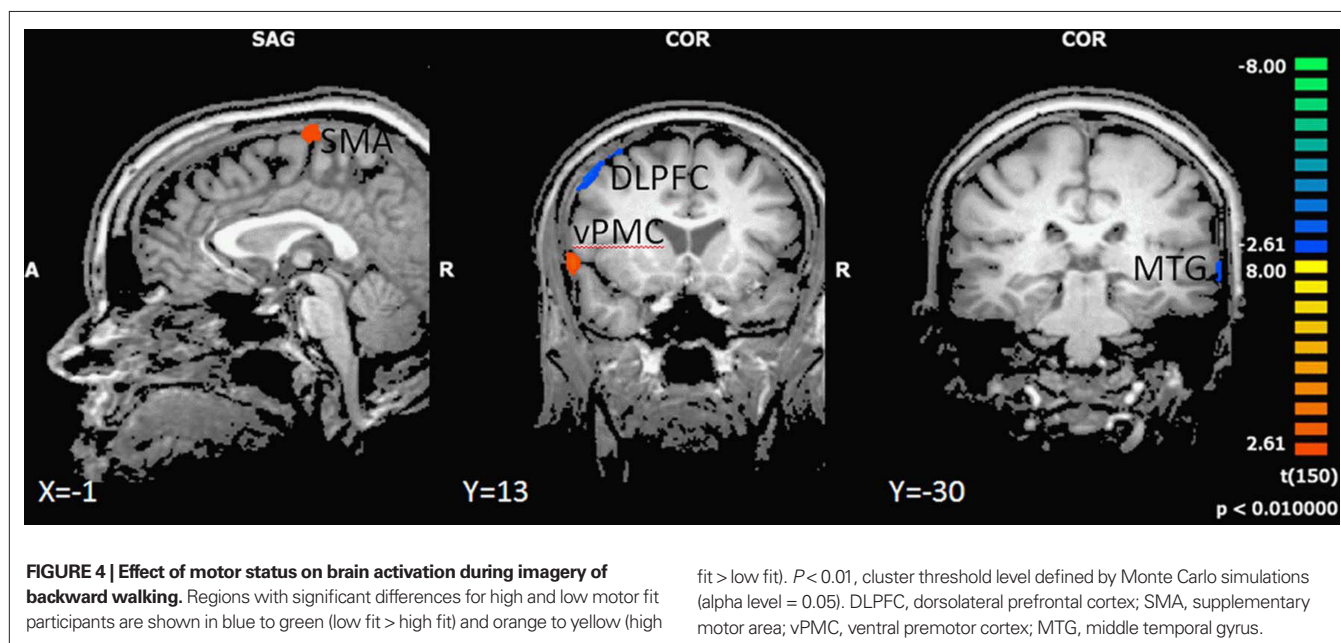 SAG
COR
COR
-8.00
SMA
DLPFC
vPMC
-2.61
A
R
R
MTG
8.00
2.61
t(150)
X=-1
Y=13
Y=-30
p < 0.010000
FIGURE 4 | Effect of motor status on brain activation during imagery of
backward walking. Regions with significant differences for high and low motor fit
participants are shown in blue to green (low fit > high fit) and orange to yellow (high
fit > low fit). P < 0.01, cluster threshold level defined by Monte Carlo simulations
(alpha level = 0.05). DLPFC, dorsolateral prefrontal cortex; SMA, supplementary
motor area; vPMC, ventral premotor cortex; MTG, middle temporal gyrus.